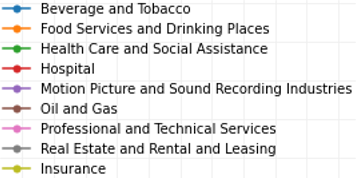 Beverage and Tobacco
Food Services and Drinking Places
Health Care and Social Assistance
Hospital
Motion Picture and Sound Recording Industries
Oil and Gas
Professional and Technical Services
Real Estate and Rental and Leasing
Insurance